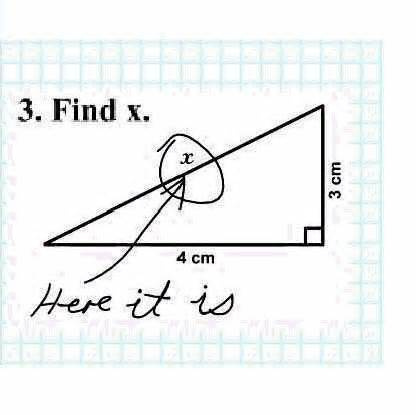 3. Find x.
x
3 cm
4 cm
Here it is